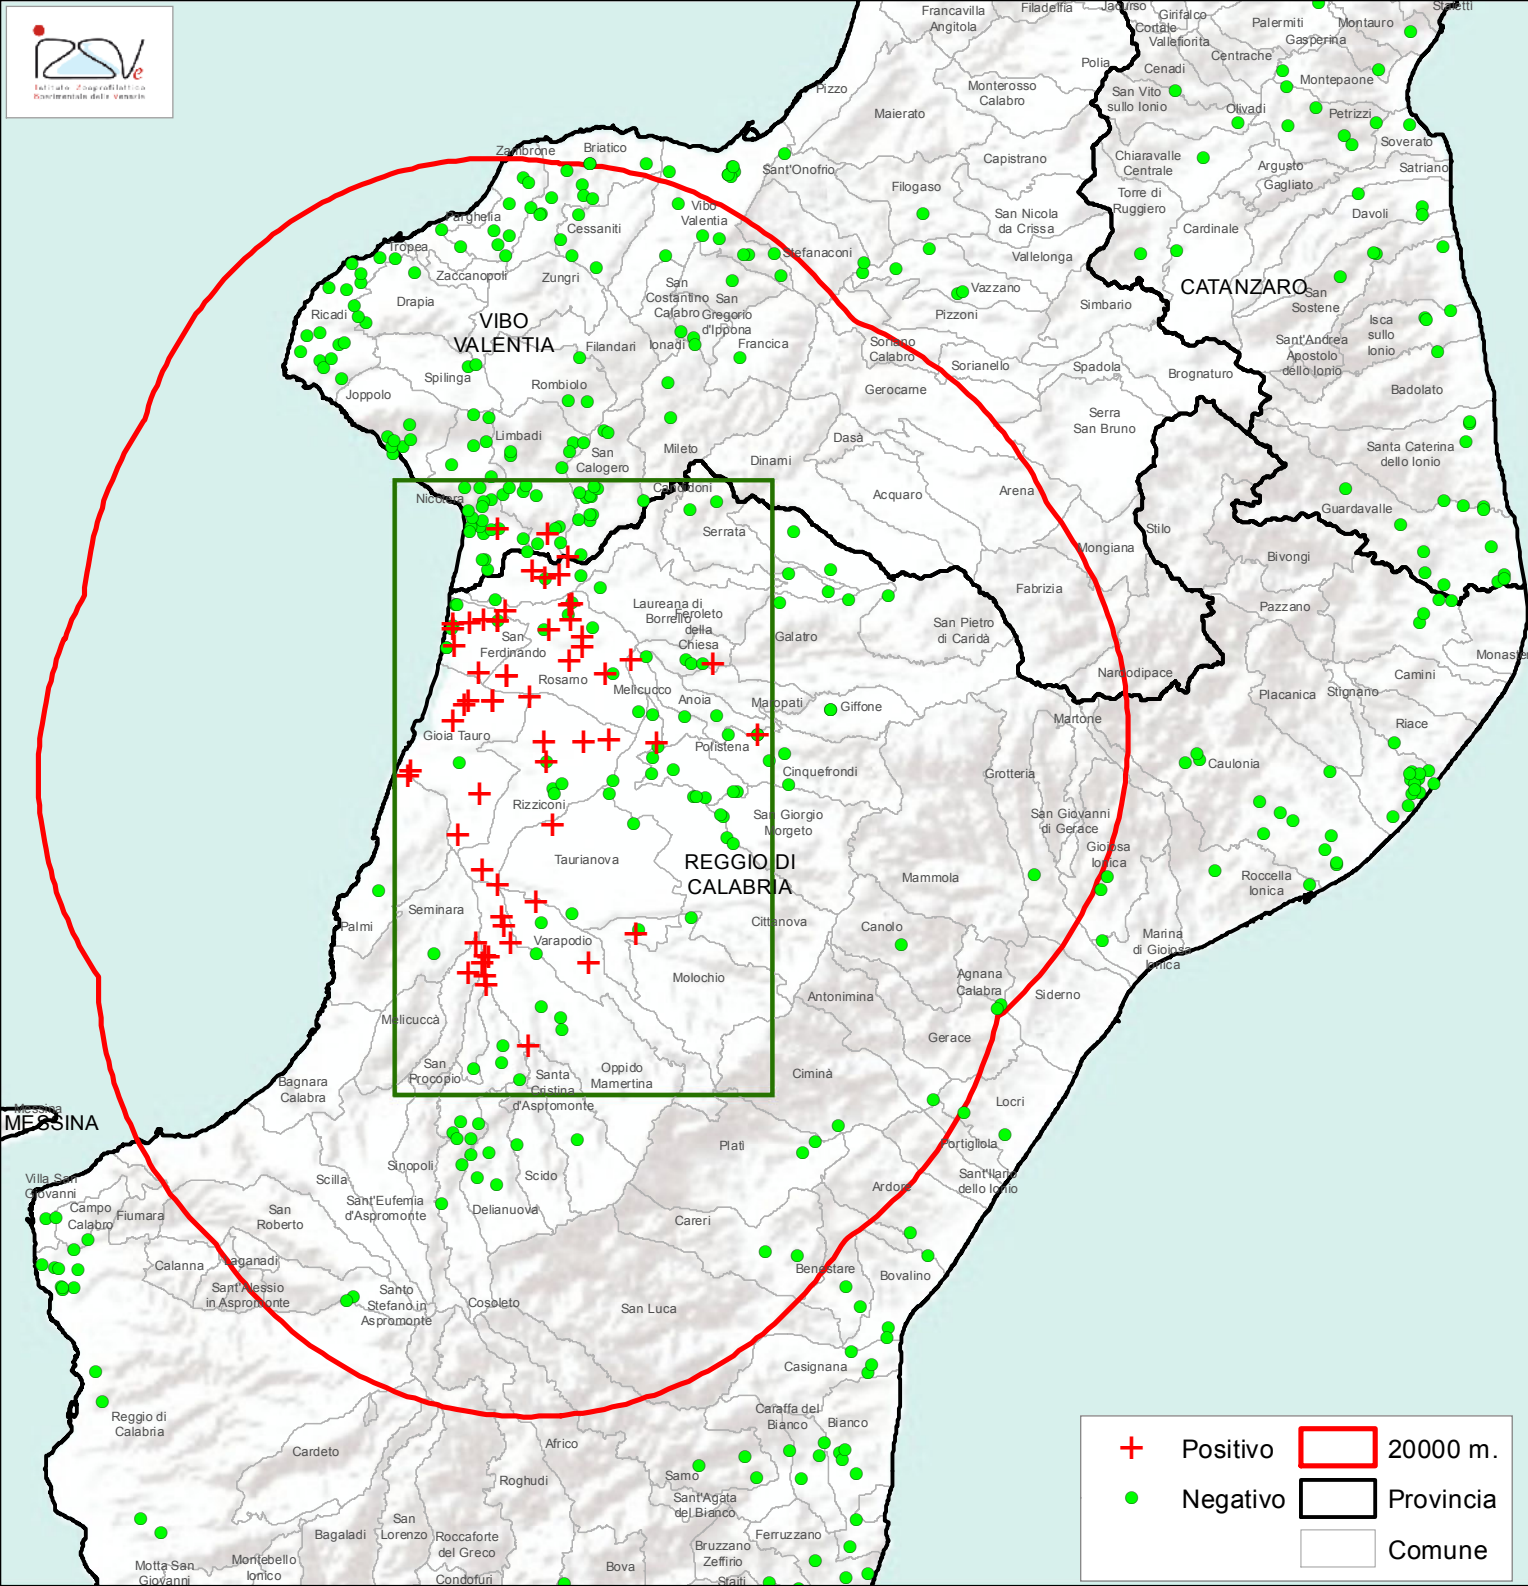 Istituto Zooprofilattico
Sperimentale delle Venezie
Francavilla
Angitola
Filadelfia
Jacurso
Girifalco
Cortale
Vallefiorita
Palermiti
Montauro
Gasperina
Staletti
Polia
Centrache
Cenadi
Montepaone
Pizzo
Monterosso
Calabro
San Vito
sullo Ionio
Maierato
Olivadi
Petrizzi
Zambrone
Briatico
Capistrano
Chiaravalle
Centrale
Soverato
Sant'Onofrio
Argusto
Gagliato
Satriano
Filogaso
Torre di
Ruggiero
Parghelia
Vibo
Valentia
Cessaniti
San Nicola
da Crissa
Davoli
Cardinale
Tropea
Stefanaconi
Vallelonga
Zaccanopoli
Zungri
San
Costantino
Calabro
San
Gregorio
d'Ippona
Vazzano
CATANZARO
San
Sostene
Drapia
Ricadi
Pizzoni
Simbario
VIBO
VALENTIA
Filandari
Ionadi
Francica
Soriano
Calabro
Isca
sullo
Ionio
Sant'Andrea
Apostolo
dello Ionio
Sorianello
Spadola
Brognaturo
Spilinga
Rombiolo
Joppolo
Gerocarne
Badolato
Serra
San Bruno
Limbadi
San
Calogero
Mileto
Dasà
Dinami
Santa Caterina
dello Ionio
Nicotera
Candidoni
Acquaro
Arena
Guardavalle
Serrata
Stilo
Mongiana
Bivongi
Fabrizia
Laureana di
Borrello
Feroleto
della
Chiesa
Pazzano
San
Ferdinando
Galatro
San Pietro
di Caridà
Rosarno
Melicucco
Anoia
Maropati
Giffone
Nardodipace
Camini
Placanica
Stignano
Martone
Riace
Gioia Tauro
Polistena
Cinquefrondi
Grotteria
Caulonia
Rizziconi
San Giorgio
Morgeto
San Giovanni
di Gerace
Gioiosa
Ionica
Taurianova
REGGIO DI
CALABRIA
Mammola
Roccella
Ionica
Seminara
Palmi
Cittanova
Canolo
Varapodio
Marina
di Gioiosa
Ionica
Molochio
Agnana
Calabra
Antonimina
Siderno
Melicuccà
Gerace
San
Procopio
Oppido
Mamertina
Santa
Cristina
d'Aspromonte
Ciminà
Bagnara
Calabra
Locri
Messina
MESSINA
Platì
Portigliola
Sinopoli
Scido
Sant'Ilario
dello Ionio
Villa San
Giovanni
Scilla
Ardore
Campo
Calabro
Fiumara
San
Roberto
Sant'Eufemia
d'Aspromonte
Delianuova
Careri
Calanna
Laganadi
Benestare
Bovalino
Sant'Alessio
in Aspromonte
Santo
Stefano in
Aspromonte
Cosoleto
San Luca
Casignana
Reggio di
Calabria
Caraffa del
Bianco
Bianco
Cardeto
Africo
Roghudi
Samo
Sant'Agata
del Bianco
San
Lorenzo
Bagaladi
Roccaforte
del Greco
Ferruzzano
Bruzzano
Zeffirio
Motta San
Giovanni
Montebello
Ionico
Condofuri
Bova
Staiti
Positivo
20000 m.
Negativo
Provincia
Comune